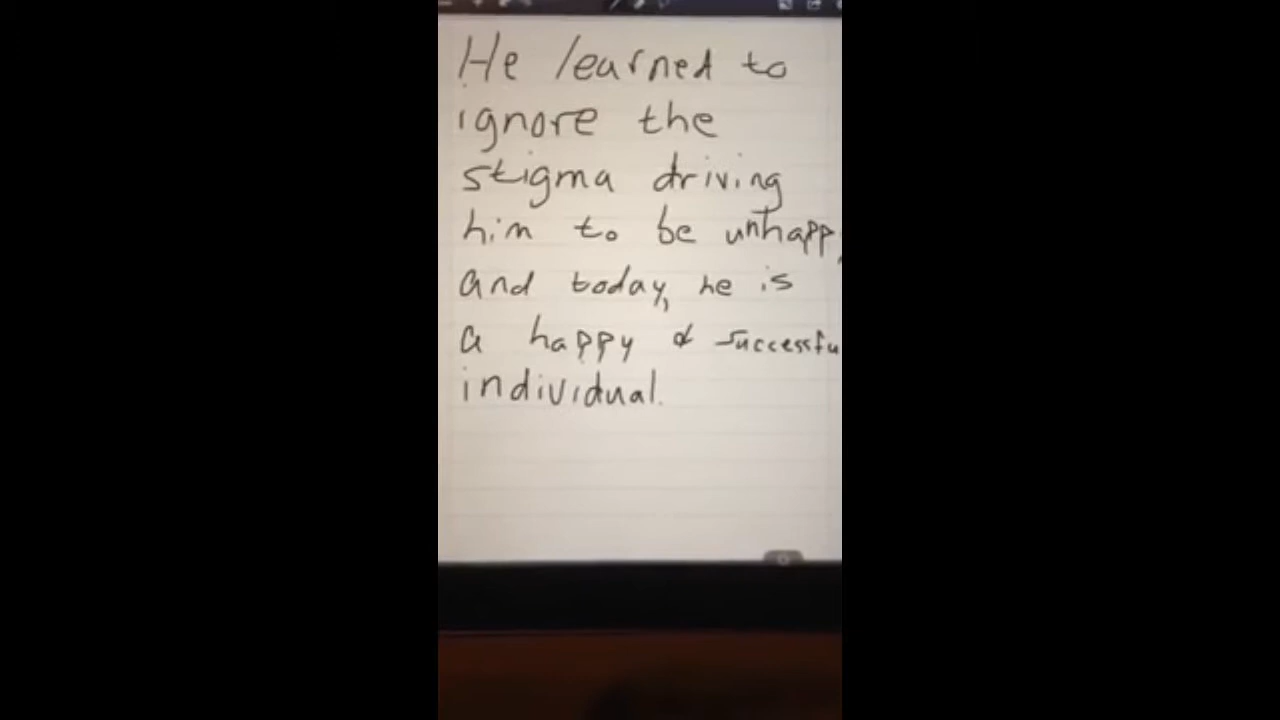 He learned to
ignore the
stigma driving
him to be unhapp
and today, he is
a happy & successfu
individual.